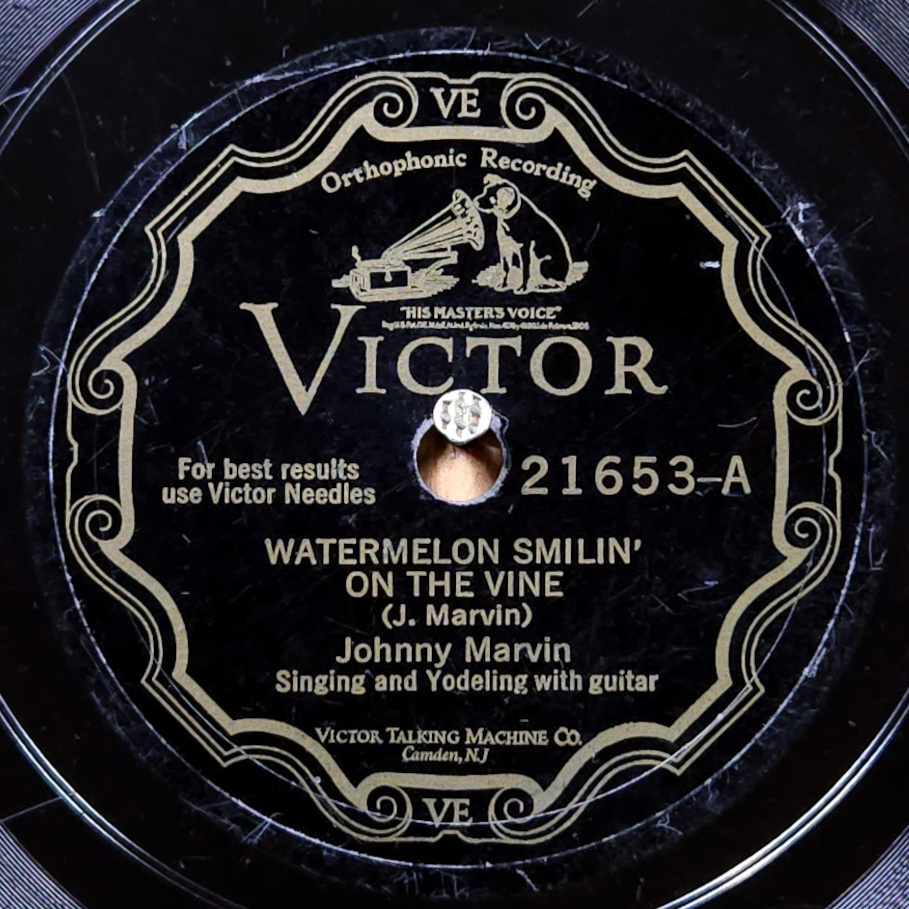 VE
Orthophonic Recording
"HIS MASTER'S VOICE"
VICTOR
For best results
use Victor Needles
21653-A
WATERMELON SMILIN'
ON THE VINE
(J. Marvin)
Johnny Marvin
Singing and Yodeling with guitar
VICTOR TALKING MACHINE CO.
Camden, N.J
VE